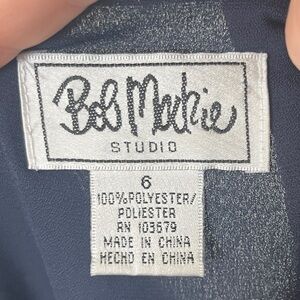 Bob Mackie
STUDIO
6
100%POLYESTER/
POLIESTER
RN 103579
MADE IN CHINA
HECHO EN CHINA